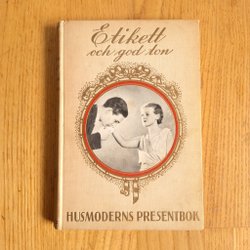 Etikett
och god ton
HUSMODERNS PRESENTBOK